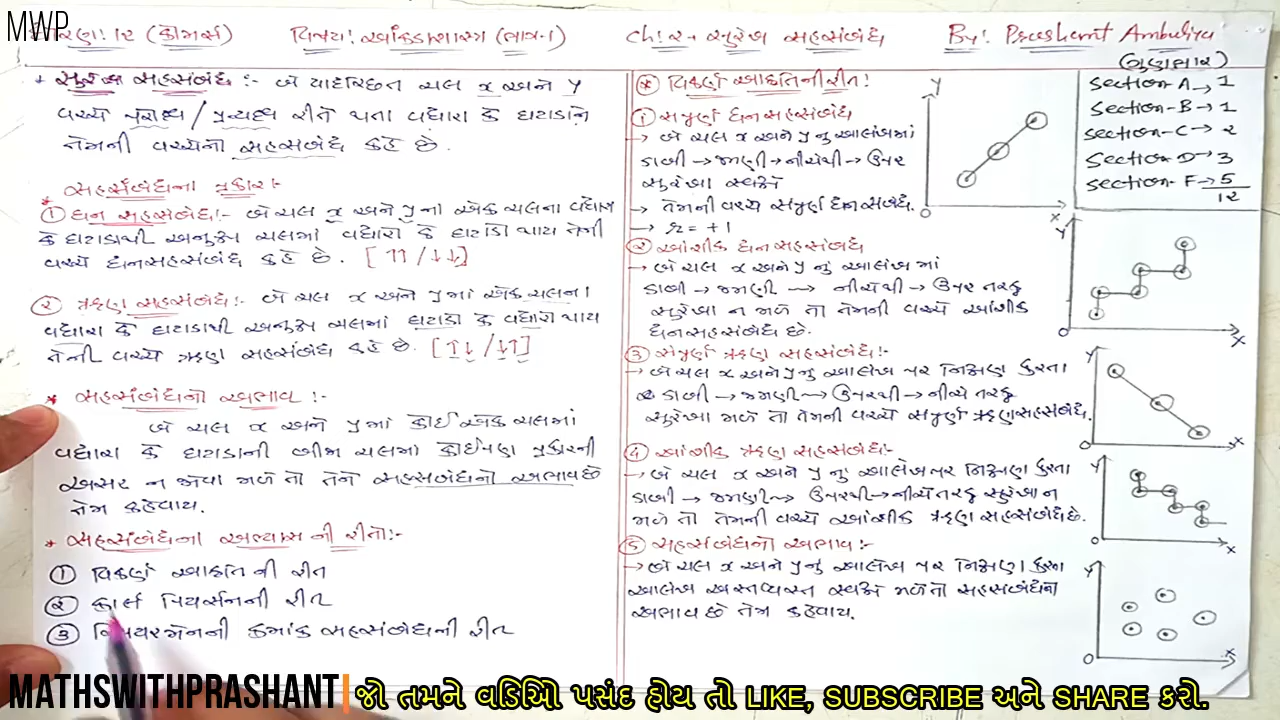 MWP
ધોરણ: ૧૨ (કોમર્સ) વિષય: આંકડાશાસ્ત્ર (ભાગ-૧) Ch: ૨ - સુરેખ સહસંબંધ By: Prashant Ambuliya
* સુરેખ સહસંબંધ :- બે યાદચ્છિત ચલ x અને y
વચ્ચે પરોક્ષ / પ્રત્યક્ષ રીતે થતા વધારા કે ઘટાડાને
તેમની વચ્ચેનો સહસંબંધ કહે છે.
* સહસંબંધના પ્રકાર:-
① ધન સહસંબંધ:- બે ચલ x અને y ના એક ચલના વધારા
કે ઘટાડાથી અનુરૂપ ચલમાં વધારો કે ઘટાડો થાય તેની
વચ્ચે ધનસહસંબંધ કહે છે. [↑↑ / ↓↓]
② ઋણ સહસંબંધ:- બે ચલ x અને y માં એક ચલના
વધારા કે ઘટાડાથી અનુરૂપ ચલમાં ઘટાડો કે વધારો થાય
તેની વચ્ચે ઋણ સહસંબંધ કહે છે. [↑↓ / ↓↑]
* સહસંબંધનો અભાવ :-
બે ચલ x અને y માં કોઈ એક ચલમાં
વધારા કે ઘટાડાની બીજા ચલમાં કોઈપણ પ્રકારની
અસર ન જોવા મળે તો તેને સહસંબંધનો અભાવ છે
તેમ કહેવાય.
* સહસંબંધના અભ્યાસ ની રીતો:-
① વિકર્ણ આકૃતિ ની રીત
② કાર્લ પિયર્સનની રીત
③ સ્પિયરમેનની ક્રમાંક સહસંબંધની રીત
* વિકર્ણ આકૃતિની રીત:
① સંપૂર્ણ ધન સહસંબંધ
→ બે ચલ x અને y નુ આલેખમાં
ડાબી → જમણી → નીચેથી → ઉપર
સુરેખા સ્વરૂપે
→ તેમની વચ્ચે સંપૂર્ણ ધન સહસંબંધ.
→ r = +1
y
0 x
② આંશીક ધન સહસંબંધ
→ બે ચલ x અને y નું આલેખ માં
ડાબી → જમણી → નીચેથી → ઉપર તરફ
સુરેખા ન મળે તો તેમની વચ્ચે આંશીક
ધન સહસંબંધ છે.
y
0 x
③ સંપૂર્ણ ઋણ સહસંબંધ:-
→ બે ચલ x અને y નુ આલેખ પર નિરૂપણ કરતા
ડાબી → જમણી → ઉપરથી → નીચે તરફ
સુરેખા મળે તો તેમની વચ્ચે સંપૂર્ણ ઋણ સહસંબંધ.
y
0 x
④ આંશીક ઋણ સહસંબંધ:-
→ બે ચલ x અને y નું આલેખ પર નિરૂપણ કરતા
ડાબી → જમણી → ઉપરથી → નીચે તરફ સુરેખા ન
મળે તો તેમની વચ્ચે આંશીક ઋણ સહસંબંધ છે.
y
0 x
⑤ સહસંબંધનો અભાવ:-
→ બે ચલ x અને y નું આલેખ પર નિરૂપણ કરતા
આલેખ અસ્તવ્યસ્ત સ્વરૂપે મળે તો સહસંબંધનો
અભાવ છે તેમ કહેવાય.
y
0 x
(ગુણભાર)
Section A → 1
Section-B → 1
Section-C → 2
Section D → 3
Section F → 5
12
MATHSWITHPRASHANT | જો તમને વિડિઓ પસંદ હોય તો LIKE, SUBSCRIBE અને SHARE કરો.